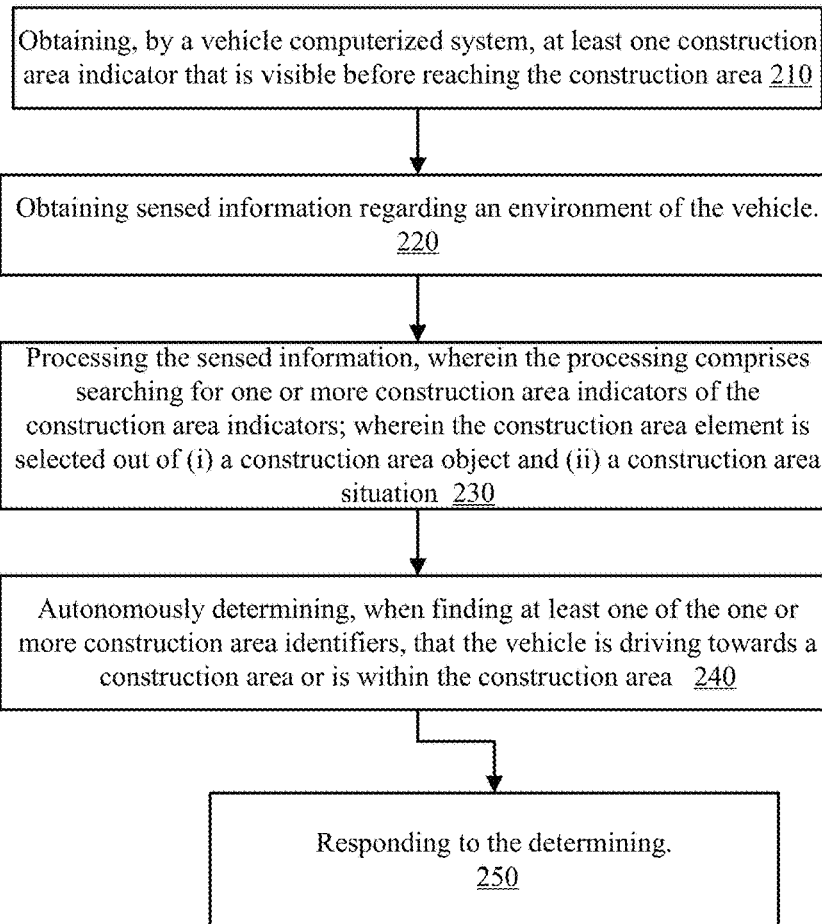 Obtaining, by a vehicle computerized system, at least one construction
area indicator that is visible before reaching the construction area 210
Obtaining sensed information regarding an environment of the vehicle.
220
Processing the sensed information, wherein the processing comprises
searching for one or more construction area indicators of the
construction area indicators; wherein the construction area element is
selected out of (i) a construction area object and (ii) a construction area
situation 230
Autonomously determining, when finding at least one of the one or
more construction area identifiers, that the vehicle is driving towards a
construction area or is within the construction area 240
Responding to the determining.
250